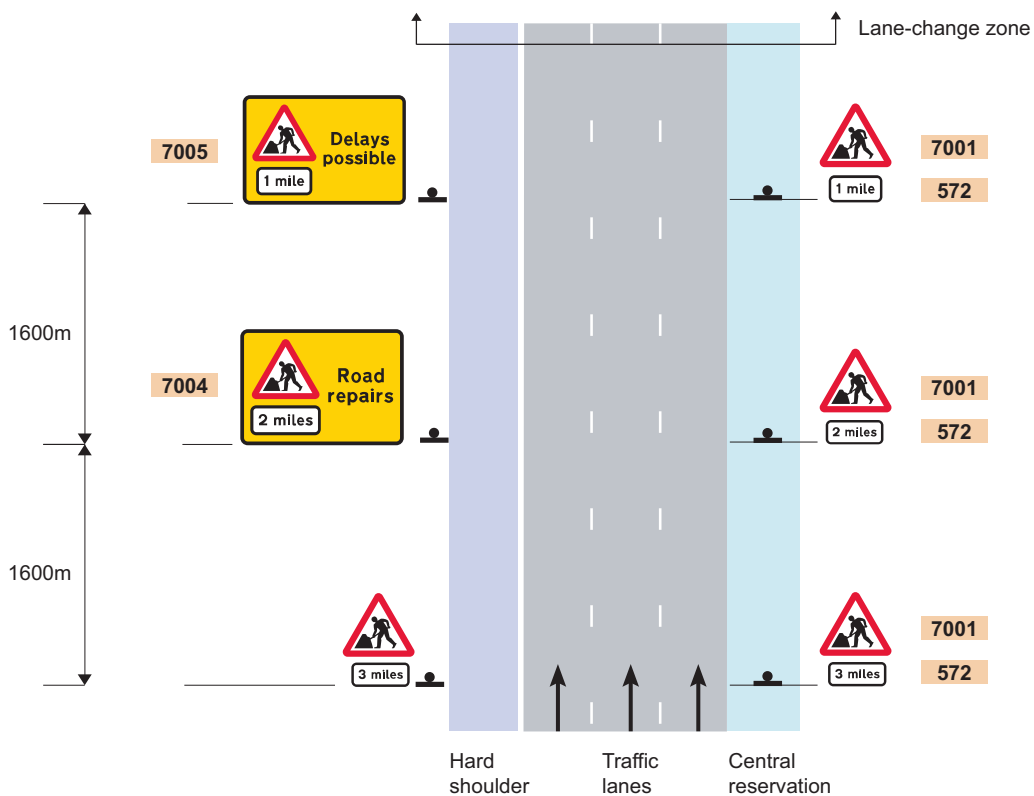 Lane-change zone
7005
Delays
possible
1 mile
1 mile
7001
572
1600m
7004
Road
repairs
2 miles
2 miles
7001
572
1600m
3 miles
3 miles
7001
572
Hard
shoulder
Traffic
lanes
Central
reservation